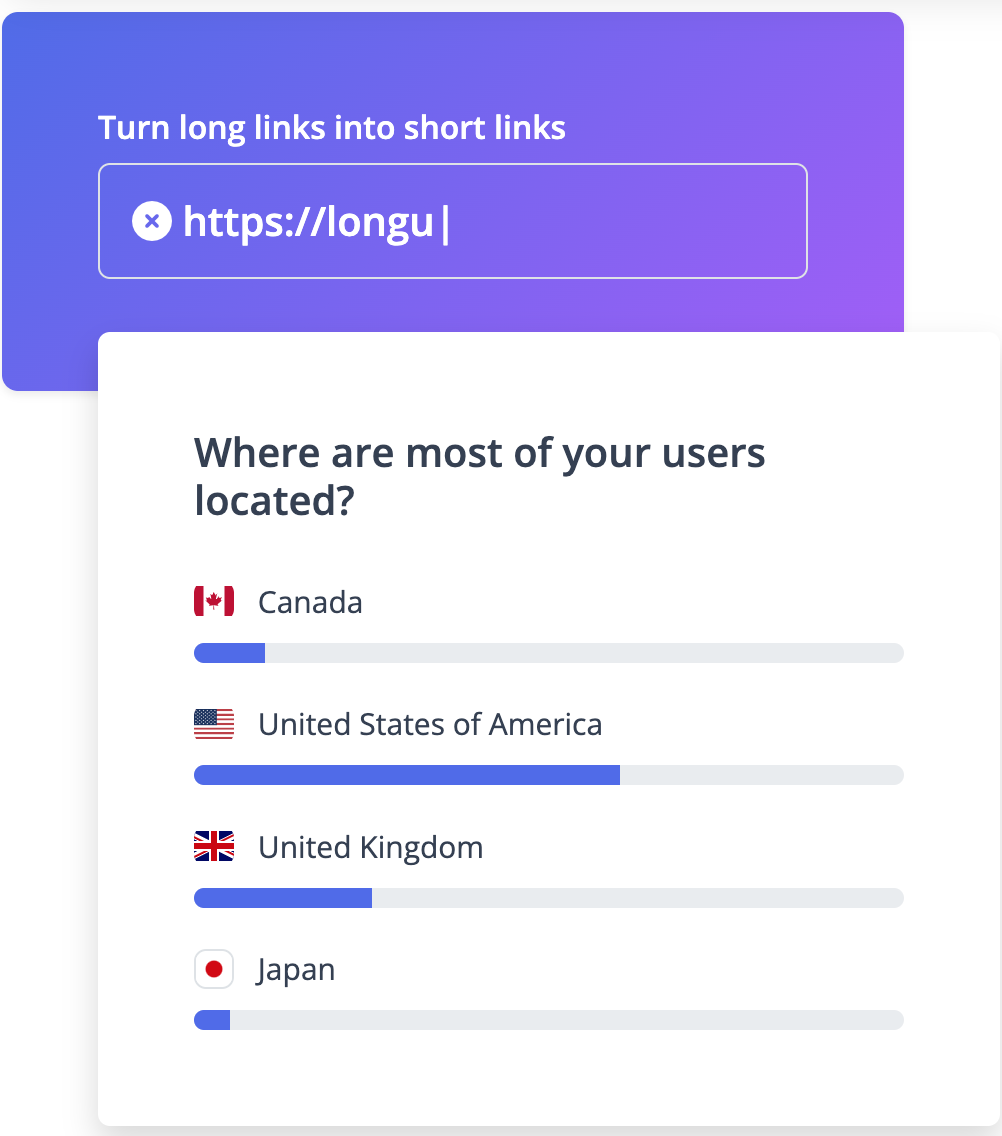 Turn long links into short links
https://longu|
Where are most of your users
located?
Canada
United States of America
United Kingdom
Japan